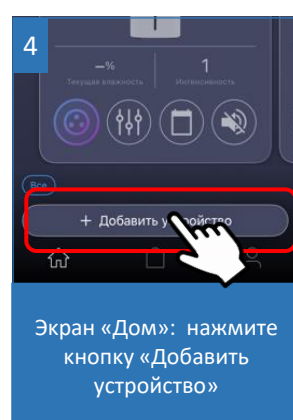 4
—%
1
Текущая влажность
Интенсивность
Все
+ Добавить устройство
Экран «Дом»: нажмите
кнопку «Добавить
устройство»